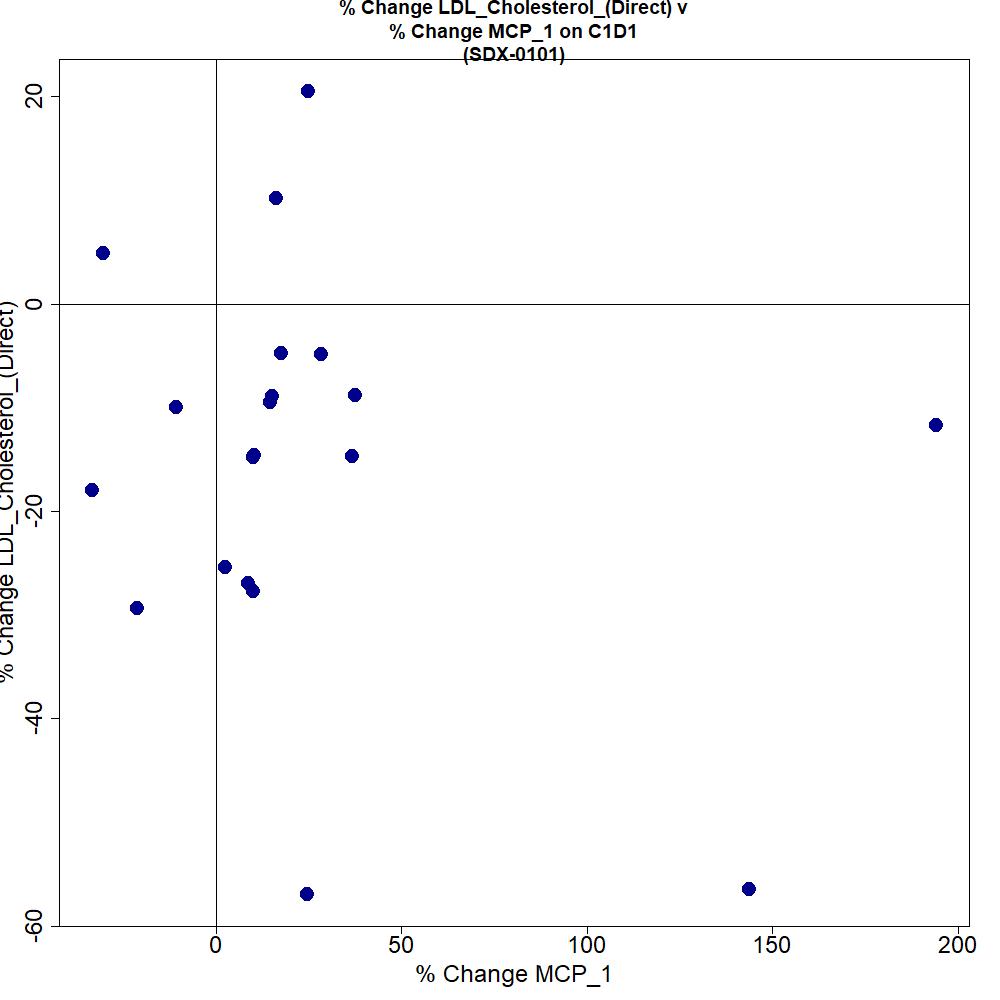 % Change LDL_Cholesterol_(Direct) v
% Change MCP_1 on C1D1
(SDX-0101)
% Change LDL_Cholesterol_(Direct)
20
0
-20
-40
-60
0
50
100
150
200
% Change MCP_1